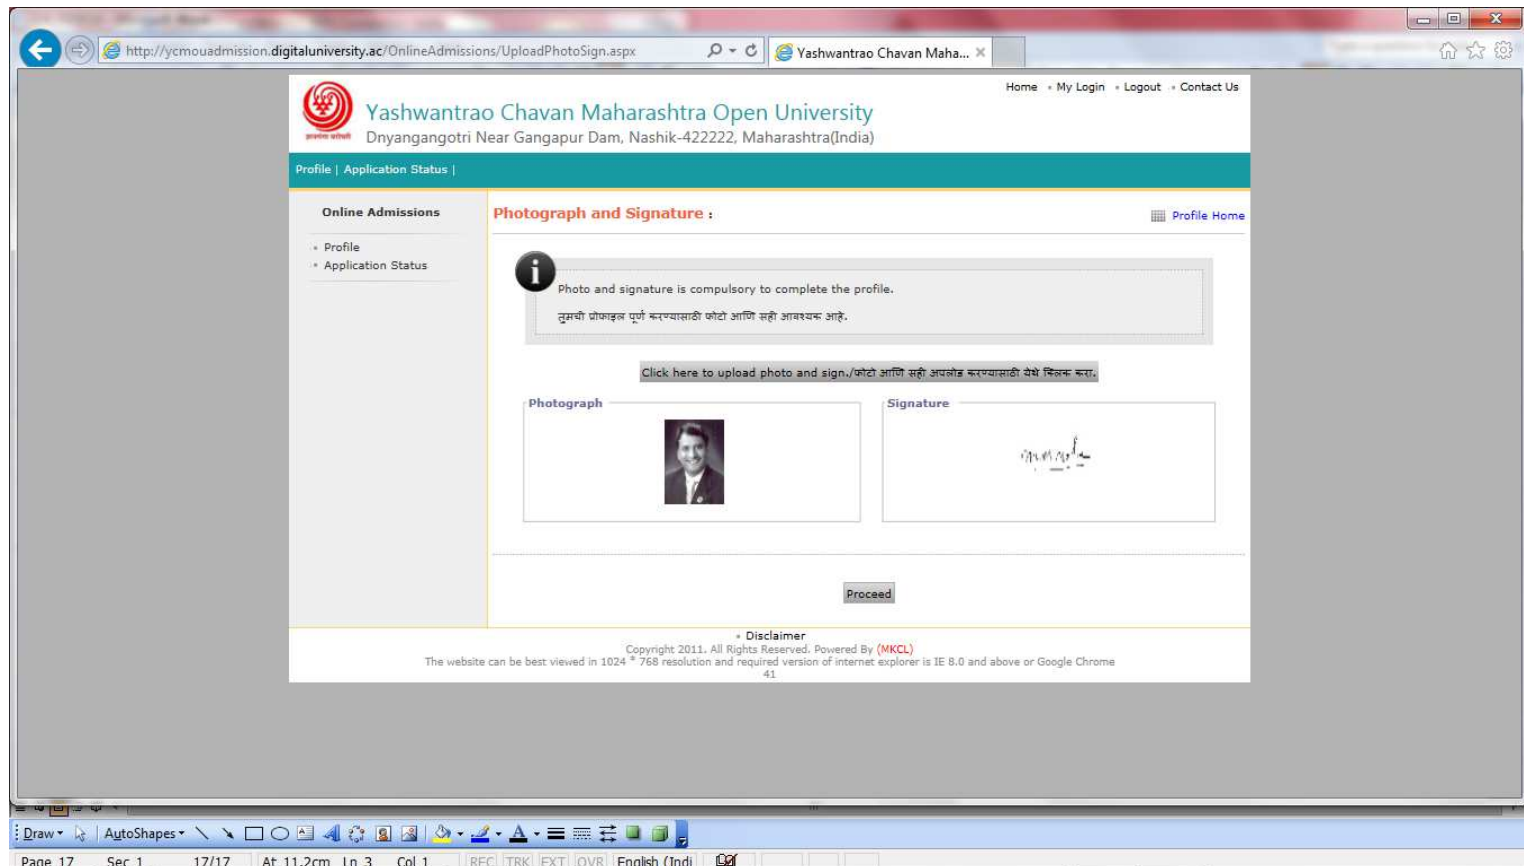 http://ycmouadmission.digitaluniversity.ac/OnlineAdmissions/UploadPhotoSign.aspx
Yashwantrao Chavan Maha...
Home My Login Logout Contact Us
Yashwantrao Chavan Maharashtra Open University
Dnyangangotri Near Gangapur Dam, Nashik-422222, Maharashtra(India)
Profile | Application Status |
Online Admissions
Profile
Application Status
Photograph and Signature :
Profile Home
Photo and signature is compulsory to complete the profile.
तुमची प्रोफाइल पूर्ण करण्यासाठी फोटो आणि सही आवश्यक आहे.
Click here to upload photo and sign./फोटो आणि सही अपलोड करण्यासाठी येथे क्लिक करा.
Photograph
Signature
Proceed
Disclaimer
Copyright 2011. All Rights Reserved. Powered By (MKCL)
The website can be best viewed in 1024 * 768 resolution and required version of internet explorer is IE 8.0 and above or Google Chrome
41
Draw AutoShapes
Page 17 Sec 1 17/17 At 11.2cm Ln 3 Col 1 REC TRK EXT OVR English (Indi